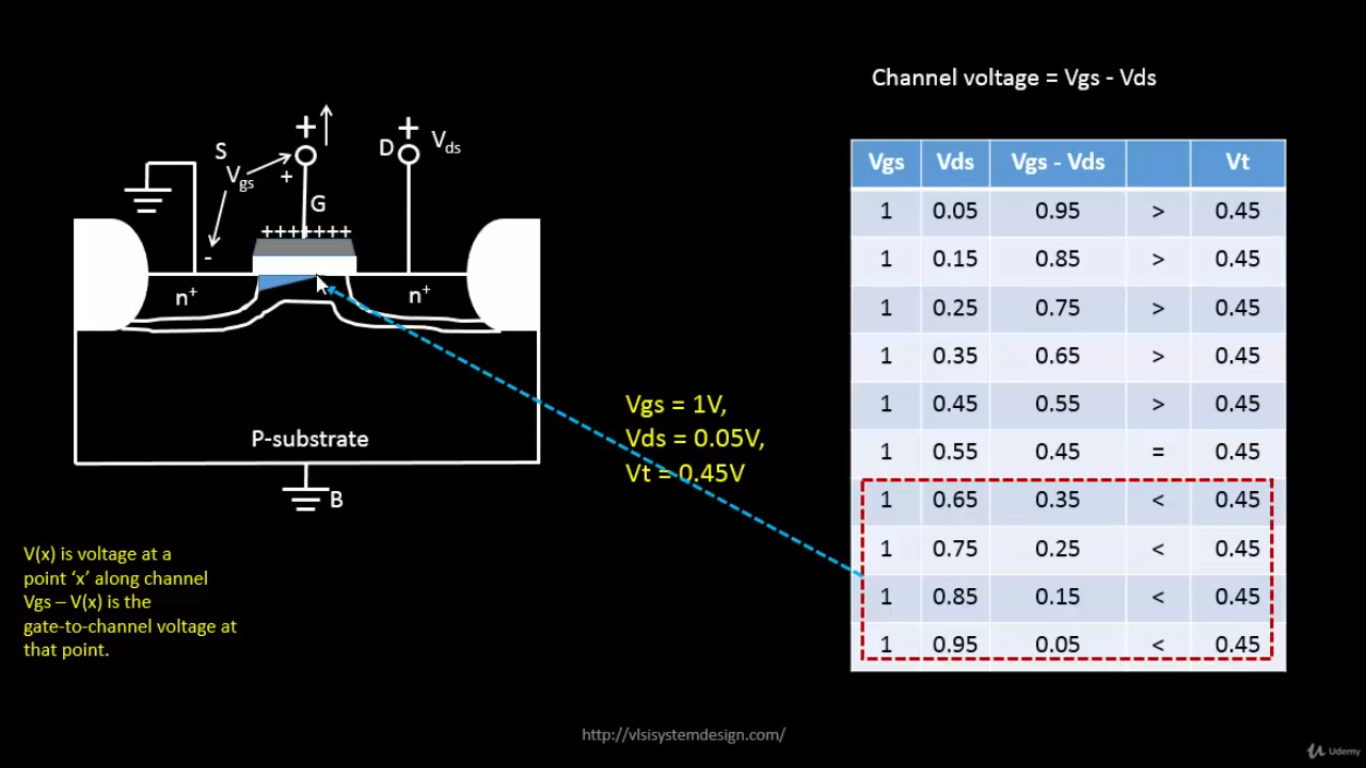 Channel voltage = Vgs - Vds
S
Vgs
+
+
G
+
D
Vds
+++++++
-
n+
n+
P-substrate
B
Vgs = 1V,
Vds = 0.05V,
Vt = 0.45V
V(x) is voltage at a
point ‘x’ along channel
Vgs – V(x) is the
gate-to-channel voltage at
that point.
Vgs Vds Vgs - Vds Vt
1 0.05 0.95 > 0.45
1 0.15 0.85 > 0.45
1 0.25 0.75 > 0.45
1 0.35 0.65 > 0.45
1 0.45 0.55 > 0.45
1 0.55 0.45 = 0.45
1 0.65 0.35 < 0.45
1 0.75 0.25 < 0.45
1 0.85 0.15 < 0.45
1 0.95 0.05 < 0.45
http://vlsisystemdesign.com/
Udemy